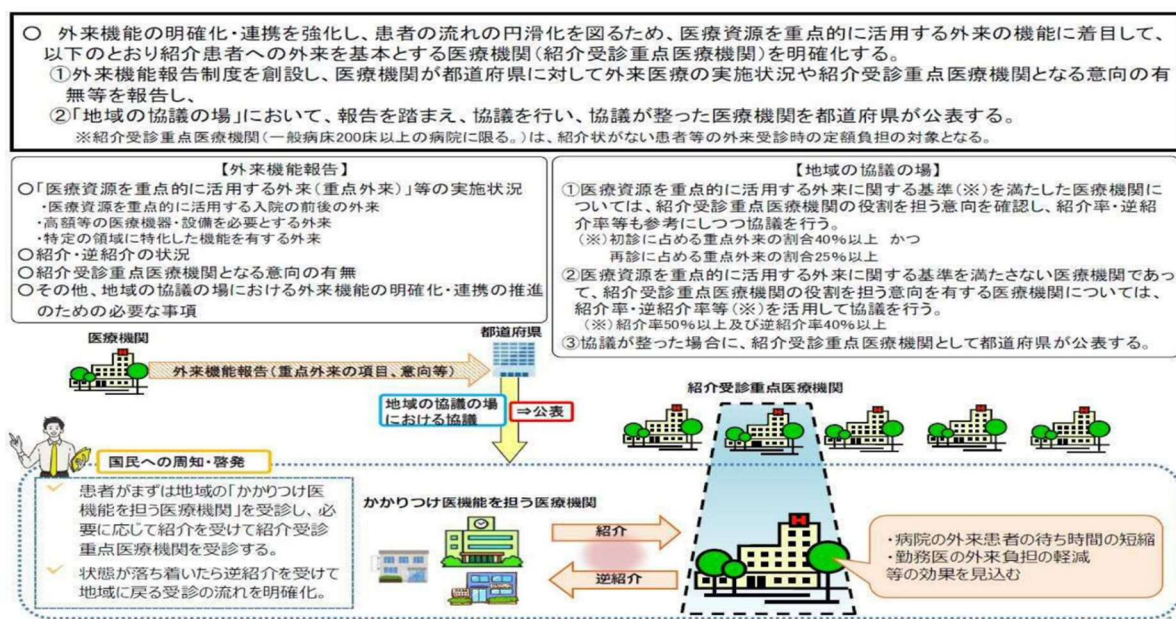 ○ 外来機能の明確化・連携を強化し、患者の流れの円滑化を図るため、医療資源を重点的に活用する外来の機能に着目して、
以下のとおり紹介患者への外来を基本とする医療機関(紹介受診重点医療機関)を明確化する。
①外来機能報告制度を創設し、医療機関が都道府県に対して外来医療の実施状況や紹介受診重点医療機関となる意向の有
無等を報告し、
②「地域の協議の場」において、報告を踏まえ、協議を行い、協議が整った医療機関を都道府県が公表する。
※紹介受診重点医療機関(一般病床200床以上の病院に限る。)は、紹介状がない患者等の外来受診時の定額負担の対象となる。
【外来機能報告】
○「医療資源を重点的に活用する外来(重点外来)」等の実施状況
・医療資源を重点的に活用する入院の前後の外来
・高額等の医療機器・設備を必要とする外来
・特定の領域に特化した機能を有する外来
○紹介・逆紹介の状況
○紹介受診重点医療機関となる意向の有無
○その他、地域の協議の場における外来機能の明確化・連携の推進
のための必要な事項
【地域の協議の場】
①医療資源を重点的に活用する外来に関する基準(※)を満たした医療機関に
ついては、紹介受診重点医療機関の役割を担う意向を確認し、紹介率・逆紹
介率等も参考にしつつ協議を行う。
(※)初診に占める重点外来の割合40%以上 かつ
再診に占める重点外来の割合25%以上
②医療資源を重点的に活用する外来に関する基準を満たさない医療機関であっ
て、紹介受診重点医療機関の役割を担う意向を有する医療機関については、
紹介率・逆紹介率等(※)を活用して協議を行う。
(※)紹介率50%以上及び逆紹介率40%以上
③協議が整った場合に、紹介受診重点医療機関として都道府県が公表する。
医療機関
都道府県
外来機能報告(重点外来の項目、意向等)
地域の協議の場
における協議
⇒公表
紹介受診重点医療機関
国民への周知・啓発
✓ 患者がまずは地域の「かかりつけ医
機能を担う医療機関」を受診し、必
要に応じて紹介を受けて紹介受診
重点医療機関を受診する。
✓ 状態が落ち着いたら逆紹介を受けて
地域に戻る受診の流れを明確化。
かかりつけ医機能を担う医療機関
紹介
逆紹介
・病院の外来患者の待ち時間の短縮
・勤務医の外来負担の軽減
等の効果を見込む